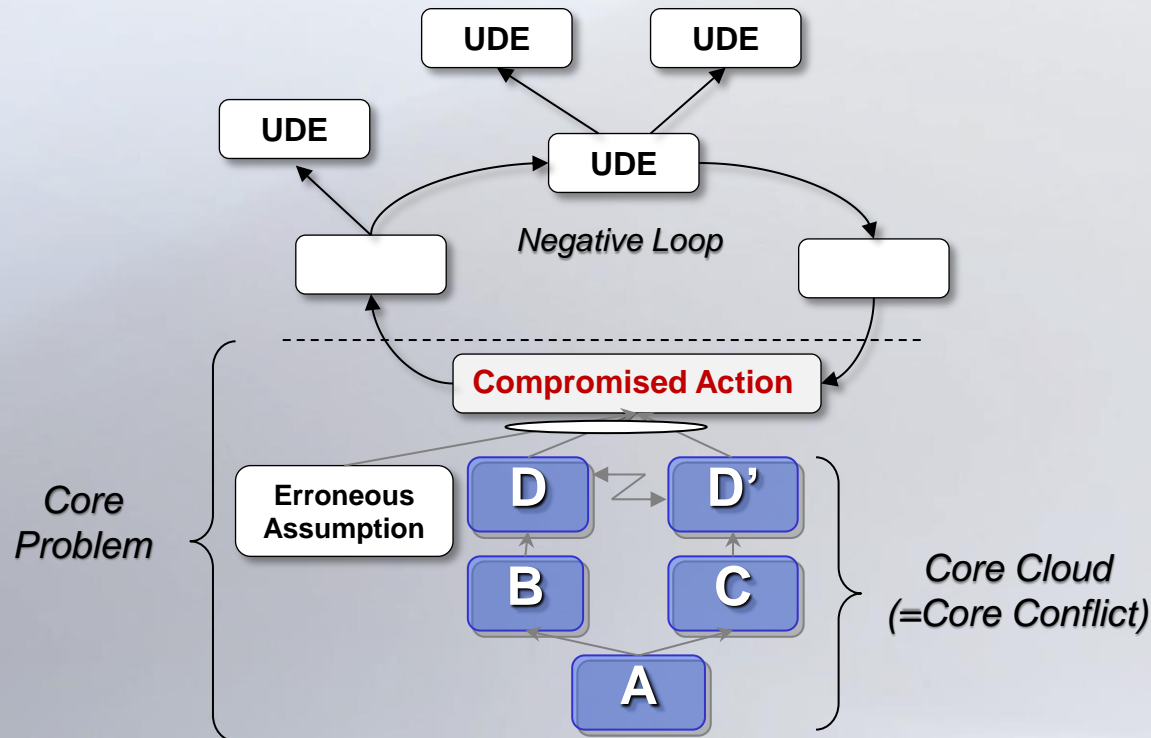 UDE
UDE
UDE
UDE
Negative Loop
Compromised Action
Core
Problem
Erroneous
Assumption
D
D’
B
C
A
Core Cloud
(=Core Conflict)